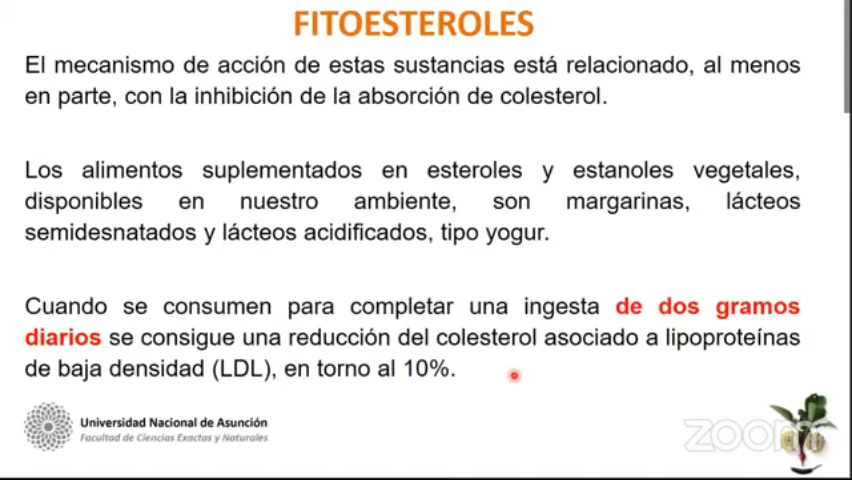 FITOESTEROLES
El mecanismo de acción de estas sustancias está relacionado, al menos
en parte, con la inhibición de la absorción de colesterol.
Los alimentos suplementados en esteroles y estanoles vegetales,
disponibles en nuestro ambiente, son margarinas, lácteos
semidesnatados y lácteos acidificados, tipo yogur.
Cuando se consumen para completar una ingesta de dos gramos
diarios se consigue una reducción del colesterol asociado a lipoproteínas
de baja densidad (LDL), en torno al 10%.
Universidad Nacional de Asunción
Facultad de Ciencias Exactas y Naturales
zoom